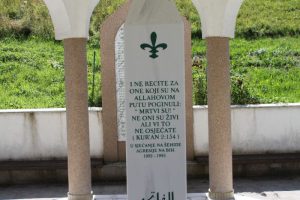 I NE RECITE ZA
ONE KOJI SU NA
ALLAHOVOM
PUTU POGINULI:
" MRTVI SU! "
NE ONI SU ŽIVI
ALI VI TO
NE OSJEĆATE
( KUR'AN 2:154 )
U SJEĆANJE NA ŠEHIDE
AGRESIJE NA BIH.
1992 - 1995
الفاتحة